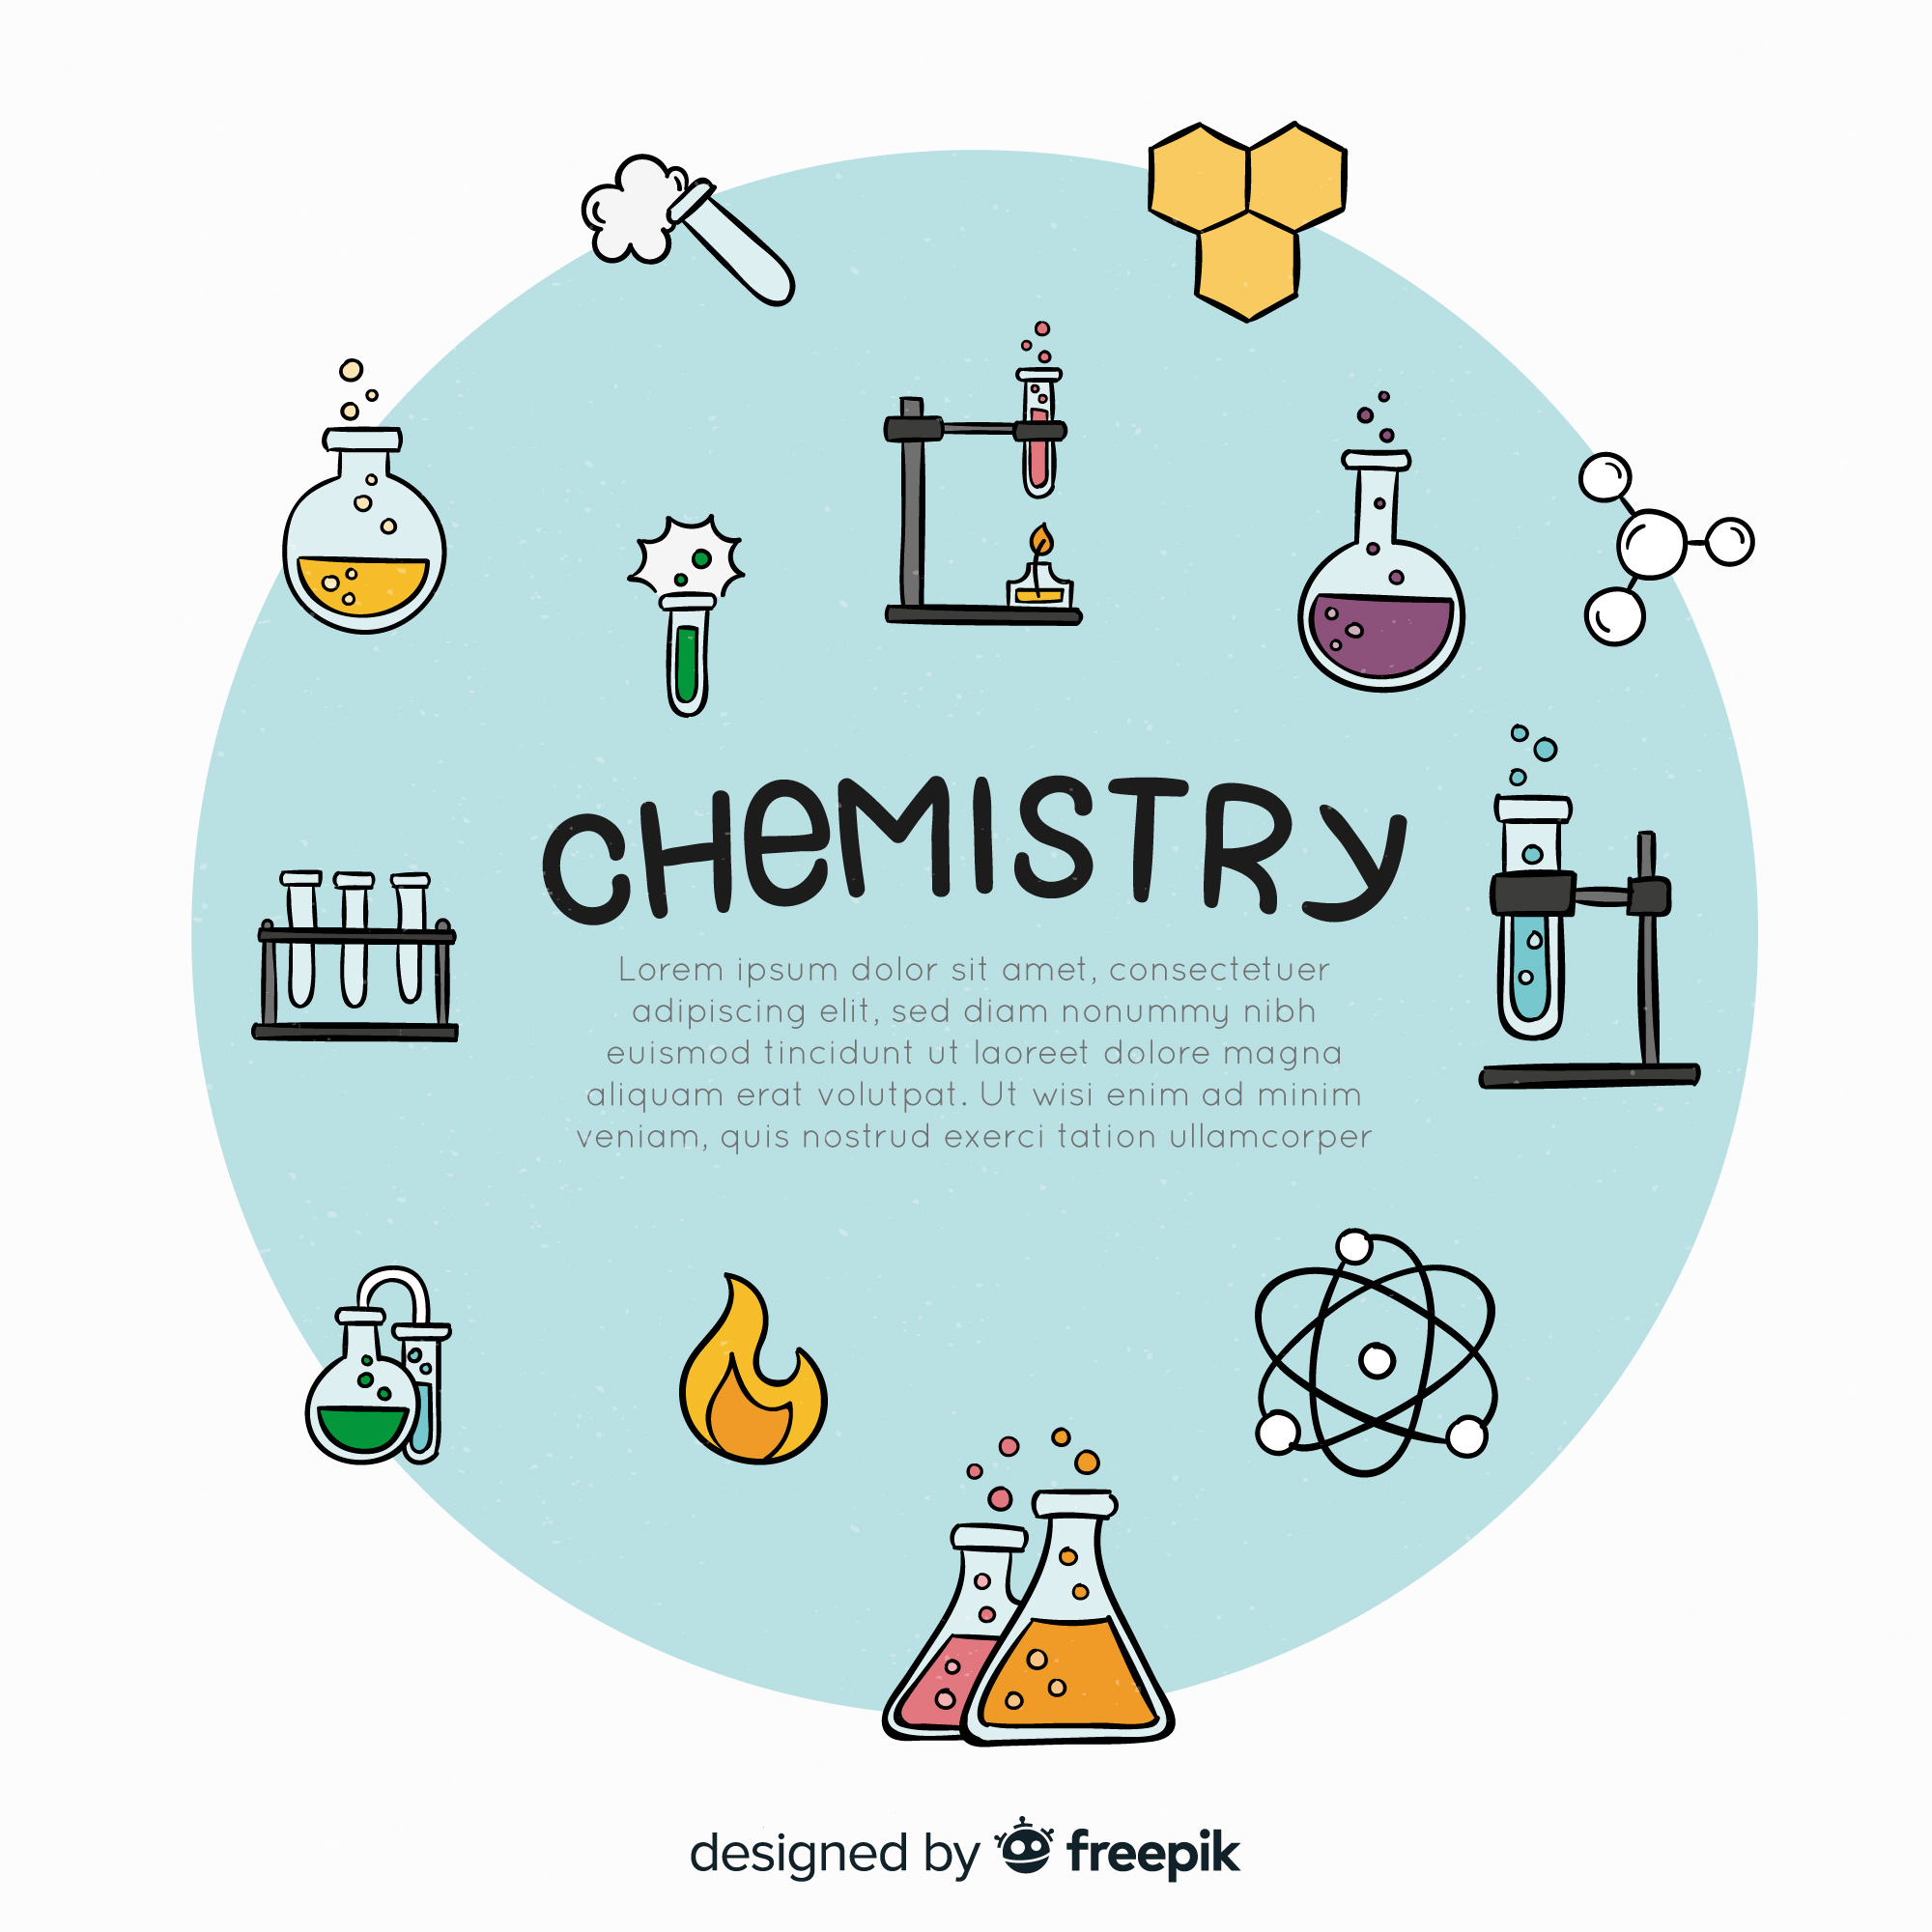 CHeMISTRy
Lorem ipsum dolor sit amet, consectetuer
adipiscing elit, sed diam nonummy nibh
euismod tincidunt ut laoreet dolore magna
aliquam erat volutpat. Ut wisi enim ad minim
veniam, quis nostrud exerci tation ullamcorper
designed by freepik